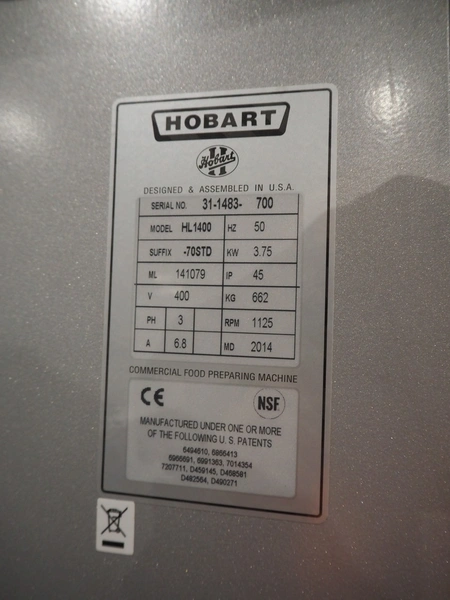 HOBART
Hobart
DESIGNED & ASSEMBLED IN U.S.A.
SERIAL NO. 31-1483- 700
MODEL HL1400 HZ 50
SUFFIX -70STD KW 3.75
ML 141079 IP 45
V 400 KG 662
PH 3 RPM 1125
A 6.8 MD 2014
COMMERCIAL FOOD PREPARING MACHINE
CE NSF
MANUFACTURED UNDER ONE OR MORE
OF THE FOLLOWING U.S. PATENTS
6494610, 6966413
6966691, 6991363, 7014354
7207711, D459145, D468581
D482564, D490271